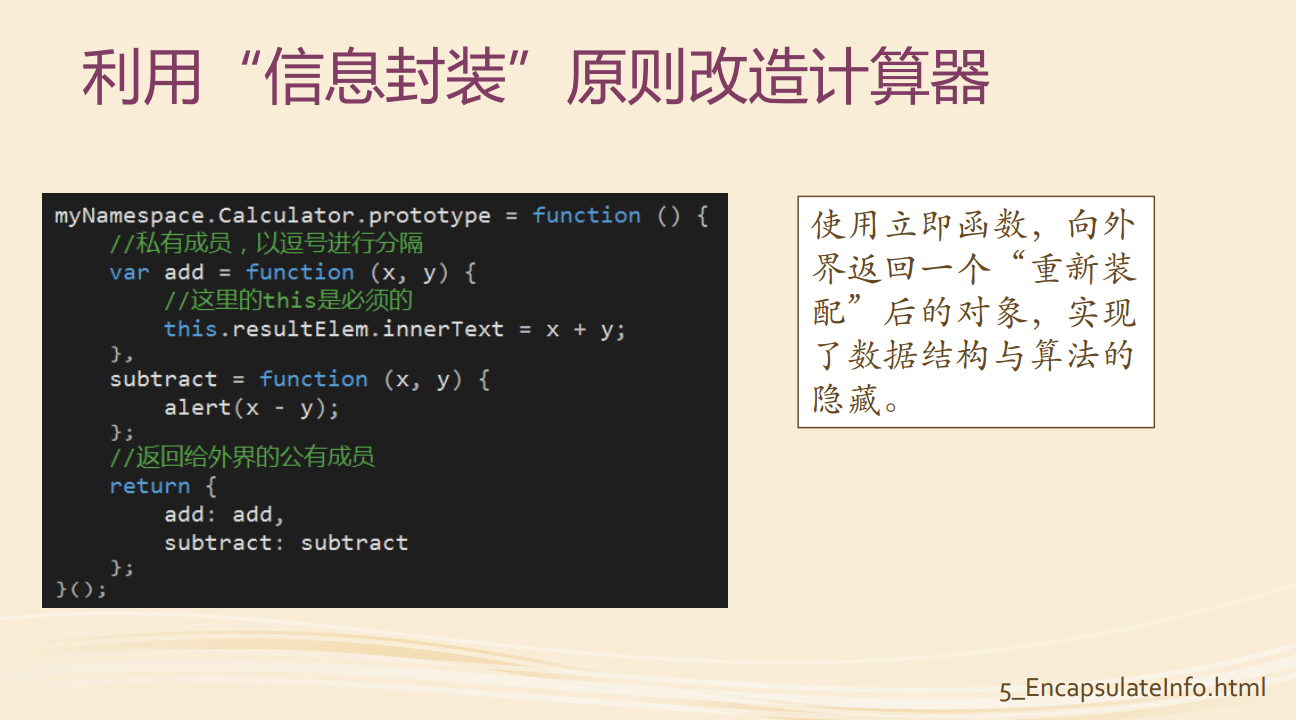 利用“信息封装”原则改造计算器
myNamespace.Calculator.prototype = function () {
//私有成员，以逗号进行分隔
var add = function (x, y) {
//这里的this是必须的
this.resultElem.innerText = x + y;
},
subtract = function (x, y) {
alert(x - y);
};
//返回给外界的公有成员
return {
add: add,
subtract: subtract
};
}();
使用立即函数，向外
界返回一个“重新装
配”后的对象，实现
了数据结构与算法的
隐藏。
5_EncapsulateInfo.html